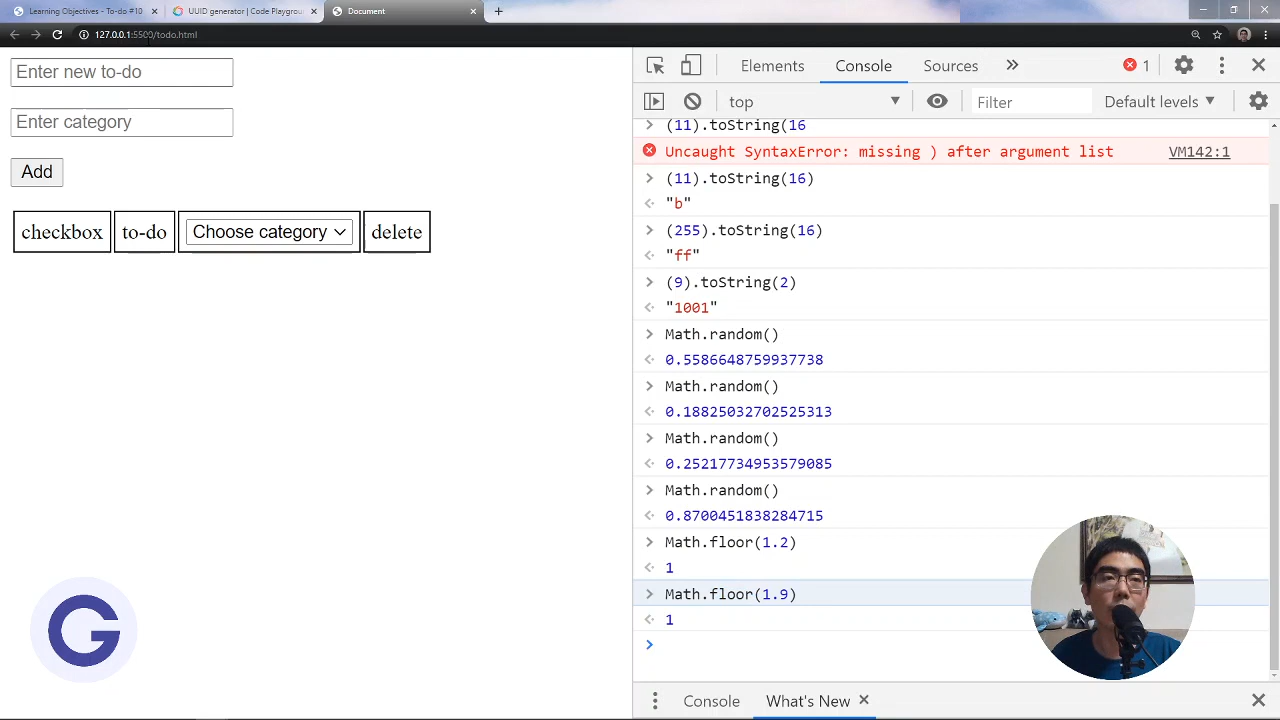 Learning Objectives - To-do #10
UUID generator | Code Playgrou
Document
127.0.0.1:5500/todo.html
Enter new to-do
Enter category
Add
checkbox to-do Choose category delete
Elements Console Sources 1
top Filter Default levels
(11).toString(16
Uncaught SyntaxError: missing ) after argument list VM142:1
(11).toString(16)
"b"
(255).toString(16)
"ff"
(9).toString(2)
"1001"
Math.random()
0.5586648759937738
Math.random()
0.18825032702525313
Math.random()
0.25217734953579085
Math.random()
0.8700451838284715
Math.floor(1.2)
1
Math.floor(1.9)
1
G
Console What's New